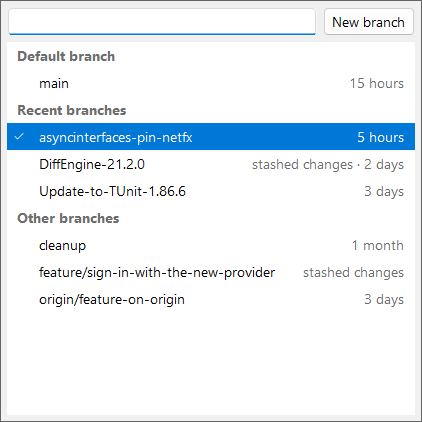 New branch
Default branch
main 15 hours
Recent branches
✓ asyncinterfaces-pin-netfx 5 hours
DiffEngine-21.2.0 stashed changes · 2 days
Update-to-TUnit-1.86.6 3 days
Other branches
cleanup 1 month
feature/sign-in-with-the-new-provider stashed changes
origin/feature-on-origin 3 days